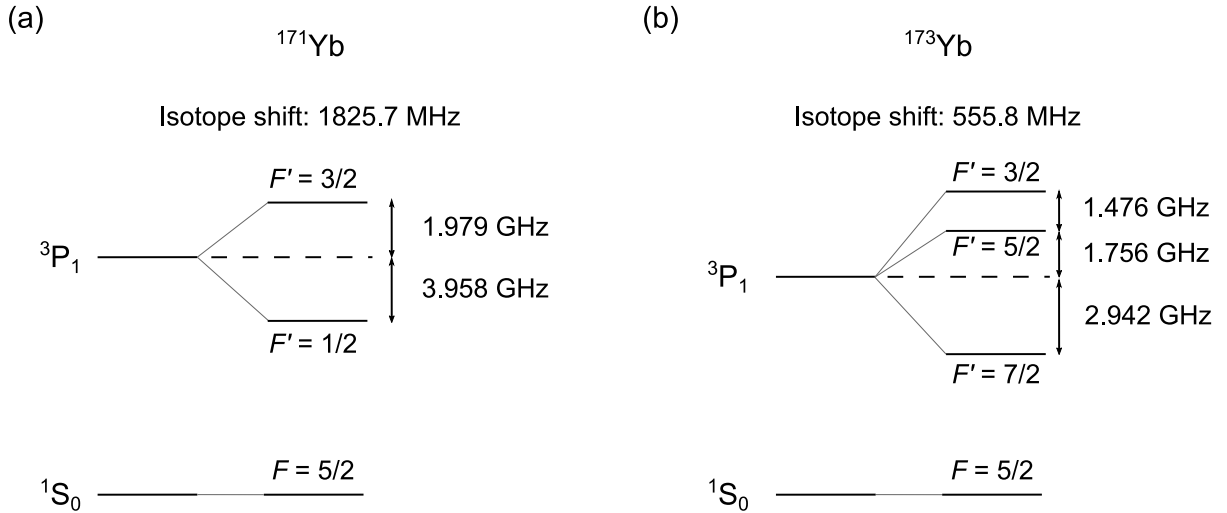 (a)
¹⁷¹Yb
Isotope shift: 1825.7 MHz
F' = 3/2
1.979 GHz
³P₁
3.958 GHz
F' = 1/2
F = 5/2
¹S₀
(b)
¹⁷³Yb
Isotope shift: 555.8 MHz
F' = 3/2
1.476 GHz
F' = 5/2
1.756 GHz
³P₁
2.942 GHz
F' = 7/2
F = 5/2
¹S₀